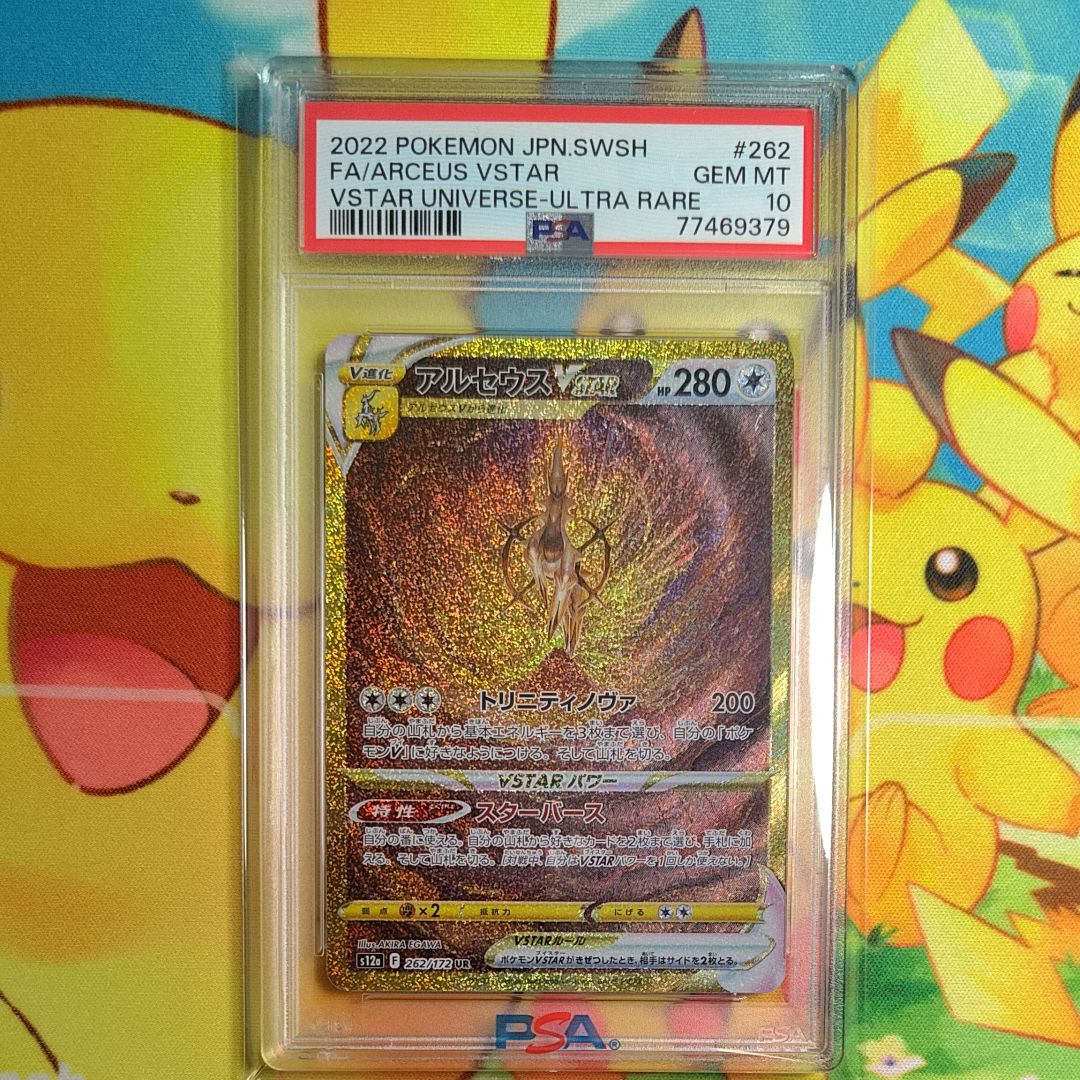 2022 POKEMON JPN.SWSH #262
FA/ARCEUS VSTAR GEM MT
VSTAR UNIVERSE-ULTRA RARE 10
PSA 77469379
V進化 アルセウス VSTAR HP 280
アルセウスVから進化
トリニティノヴァ 200
自分の山札から基本エネルギーを3枚まで選び、自分の「ポケ
モンV」に好きなようにつける。そして山札を切る。
VSTARパワー
特性 スターバース
自分の番に使える。自分の山札から好きなカードを2枚まで選び、手札に加
える。そして山札を切る。[対戦中、自分はVSTARパワーを1回しか使えない。]
弱点 ×2 抵抗力 にげる
Illus. AKIRA EGAWA
VSTARルール
s12a F 262/172 UR
ポケモンVSTARがきぜつしたとき、相手はサイドを2枚とる。
PSA®
PSA